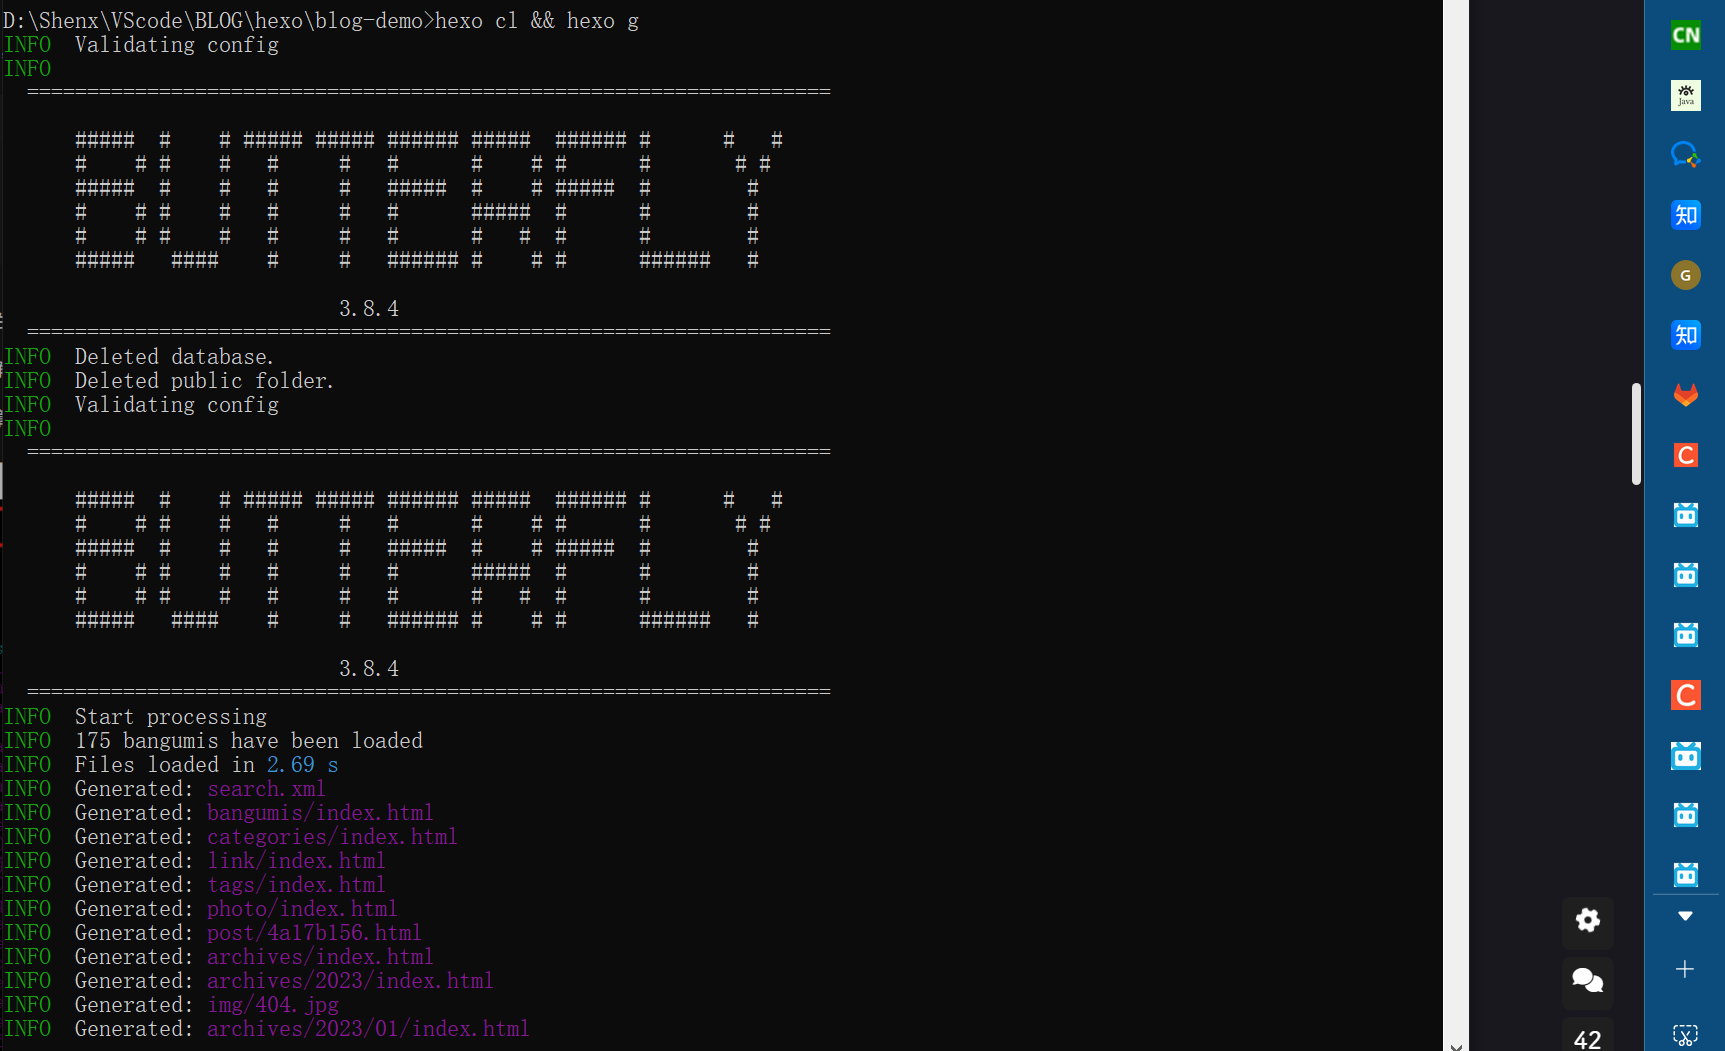 D:\Shenx\VScode\BLOG\hexo\blog-demo>hexo cl && hexo g
INFO  Validating config
INFO
  ===================================================================

      #####  #    # ##### ##### ###### #####  ###### #      #   #
      #    # #    #   #     #   #      #    # #      #       # #
      #####  #    #   #     #   #####  #    # #####  #        #
      #    # #    #   #     #   #      #####  #      #        #
      #    # #    #   #     #   #      #   #  #      #        #
      #####   ####    #     #   ###### #    # #      ######   #

                            3.8.4
  ===================================================================
INFO  Deleted database.
INFO  Deleted public folder.
INFO  Validating config
INFO
  ===================================================================

      #####  #    # ##### ##### ###### #####  ###### #      #   #
      #    # #    #   #     #   #      #    # #      #       # #
      #####  #    #   #     #   #####  #    # #####  #        #
      #    # #    #   #     #   #      #####  #      #        #
      #    # #    #   #     #   #      #   #  #      #        #
      #####   ####    #     #   ###### #    # #      ######   #

                            3.8.4
  ===================================================================
INFO  Start processing
INFO  175 bangumis have been loaded
INFO  Files loaded in 2.69 s
INFO  Generated: search.xml
INFO  Generated: bangumis/index.html
INFO  Generated: categories/index.html
INFO  Generated: link/index.html
INFO  Generated: tags/index.html
INFO  Generated: photo/index.html
INFO  Generated: post/4a17b156.html
INFO  Generated: archives/index.html
INFO  Generated: archives/2023/index.html
INFO  Generated: img/404.jpg
INFO  Generated: archives/2023/01/index.html
42
CN
Java
知
G
知
C
C